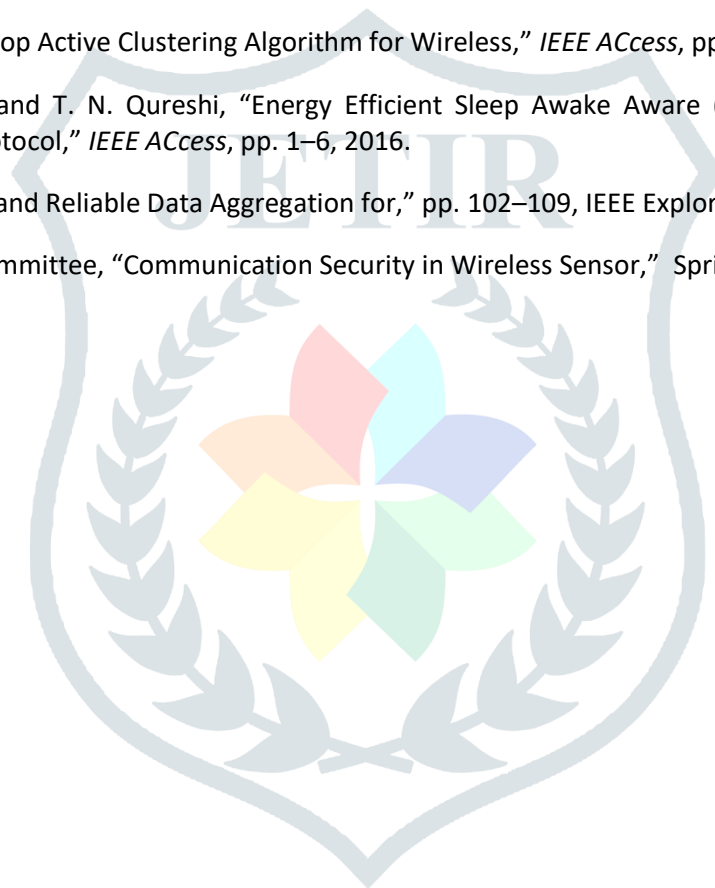 op Active Clustering Algorithm for Wireless,” IEEE ACcess, pp
and T. N. Qureshi, “Energy Efficient Sleep Awake Aware
otocol,” IEEE ACcess, pp. 1–6, 2016.
and Reliable Data Aggregation for,” pp. 102–109, IEEE Explor
JETIR
mmittee, “Communication Security in Wireless Sensor,” Spri